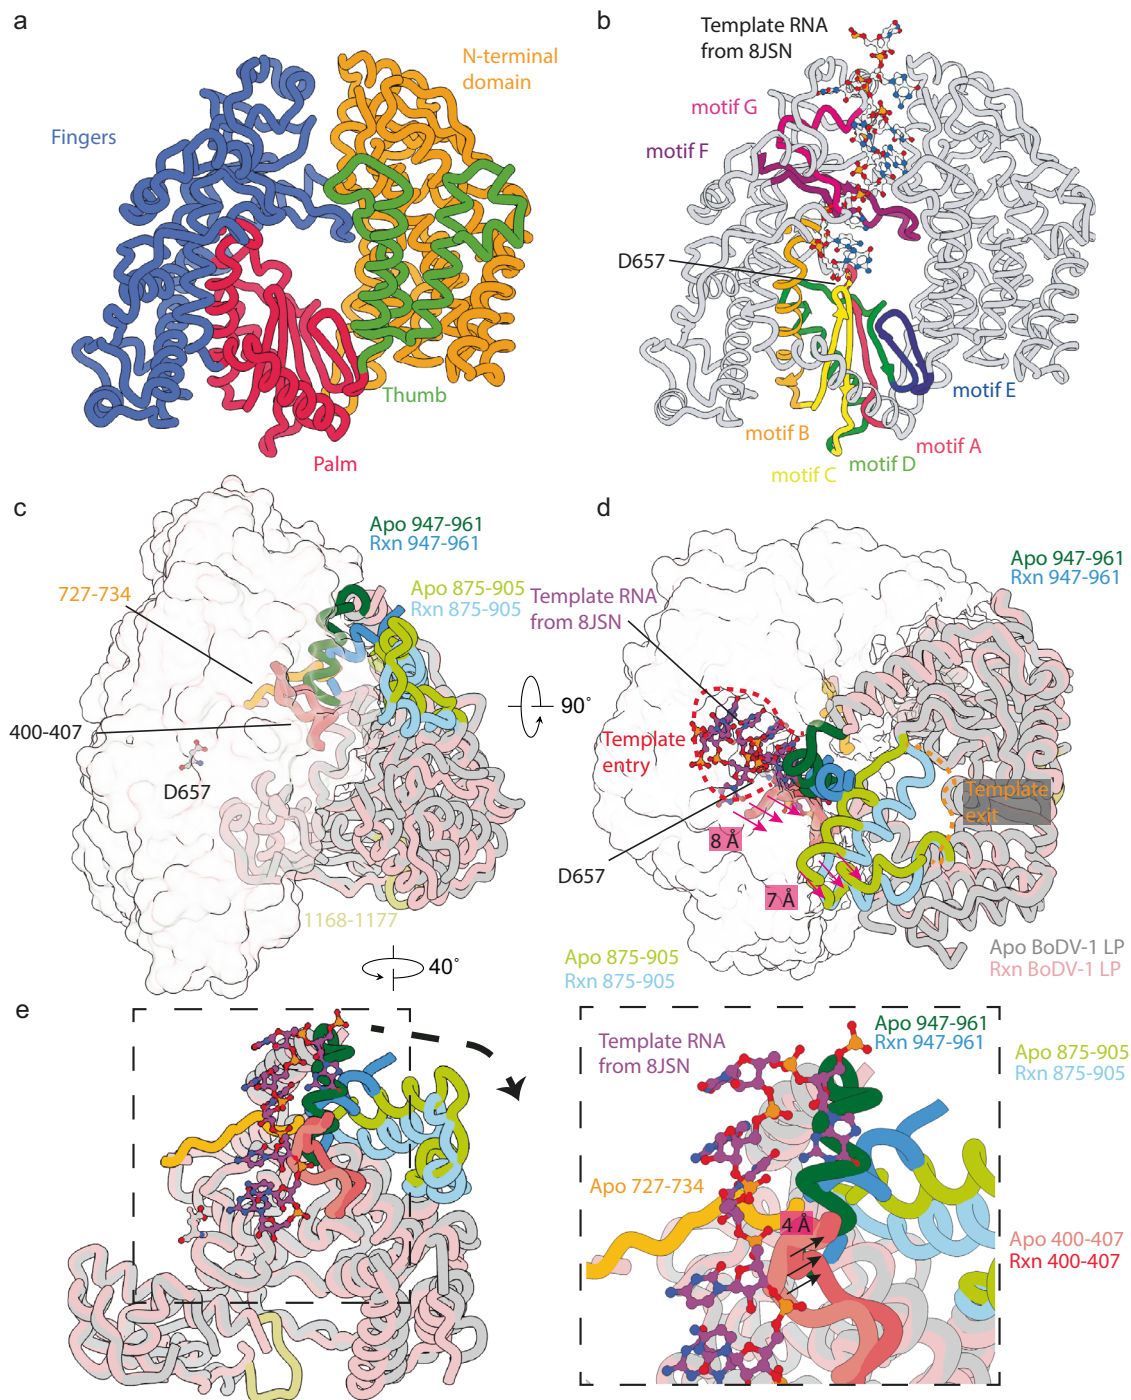 a
N-terminal
domain
Fingers
Thumb
Palm
b
Template RNA
from 8JSN
motif G
motif F
D657
motif E
motif B
motif A
motif D
motif C
c
Apo 947-961
Rxn 947-961
727-734
Apo 875-905
Rxn 875-905
400-407
D657
1168-1177
40˚
90˚
d
Apo 947-961
Rxn 947-961
Template RNA
from 8JSN
Template
entry
Template
exit
8 Å
D657
7 Å
Apo 875-905
Rxn 875-905
Apo BoDV-1 LP
Rxn BoDV-1 LP
e
Template RNA
from 8JSN
Apo 947-961
Rxn 947-961
Apo 875-905
Rxn 875-905
Apo 727-734
4 Å
Apo 400-407
Rxn 400-407